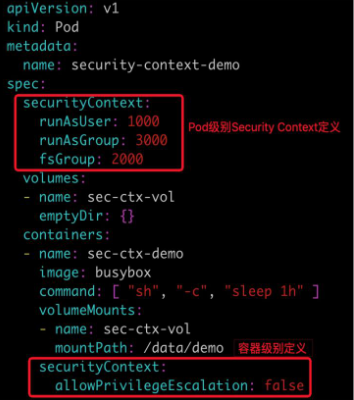 apiVersion: v1
kind: Pod
metadata:
  name: security-context-demo
spec:
  securityContext:
    runAsUser: 1000
    runAsGroup: 3000
    fsGroup: 2000
Pod级别Security Context定义
  volumes:
  - name: sec-ctx-vol
    emptyDir: {}
  containers:
  - name: sec-ctx-demo
    image: busybox
    command: [ "sh", "-c", "sleep 1h" ]
    volumeMounts:
    - name: sec-ctx-vol
      mountPath: /data/demo 容器级别定义
    securityContext:
      allowPrivilegeEscalation: false